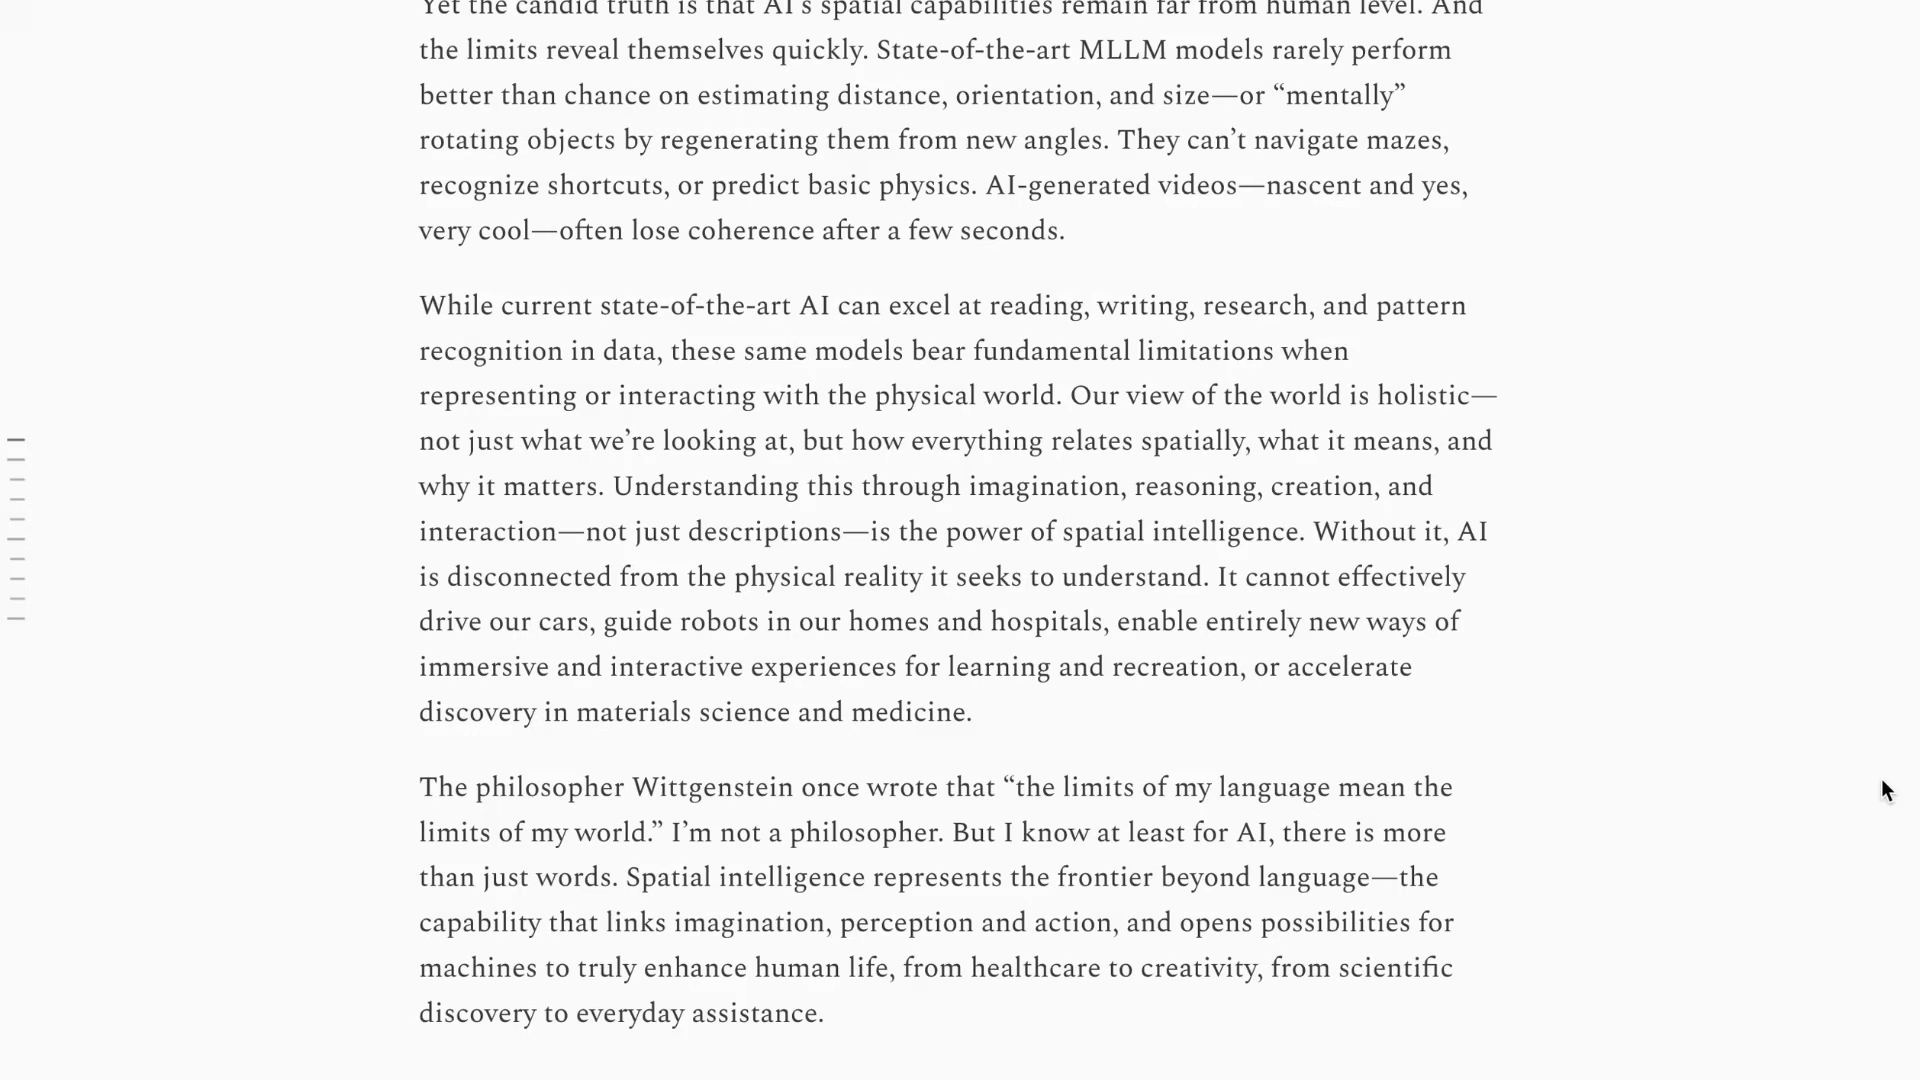 Yet the candid truth is that AI's spatial capabilities remain far from human level. And
the limits reveal themselves quickly. State-of-the-art MLLM models rarely perform
better than chance on estimating distance, orientation, and size—or “mentally”
rotating objects by regenerating them from new angles. They can’t navigate mazes,
recognize shortcuts, or predict basic physics. AI-generated videos—nascent and yes,
very cool—often lose coherence after a few seconds.
While current state-of-the-art AI can excel at reading, writing, research, and pattern
recognition in data, these same models bear fundamental limitations when
representing or interacting with the physical world. Our view of the world is holistic—
not just what we’re looking at, but how everything relates spatially, what it means, and
why it matters. Understanding this through imagination, reasoning, creation, and
interaction—not just descriptions—is the power of spatial intelligence. Without it, AI
is disconnected from the physical reality it seeks to understand. It cannot effectively
drive our cars, guide robots in our homes and hospitals, enable entirely new ways of
immersive and interactive experiences for learning and recreation, or accelerate
discovery in materials science and medicine.
The philosopher Wittgenstein once wrote that “the limits of my language mean the
limits of my world.” I’m not a philosopher. But I know at least for AI, there is more
than just words. Spatial intelligence represents the frontier beyond language—the
capability that links imagination, perception and action, and opens possibilities for
machines to truly enhance human life, from healthcare to creativity, from scientific
discovery to everyday assistance.